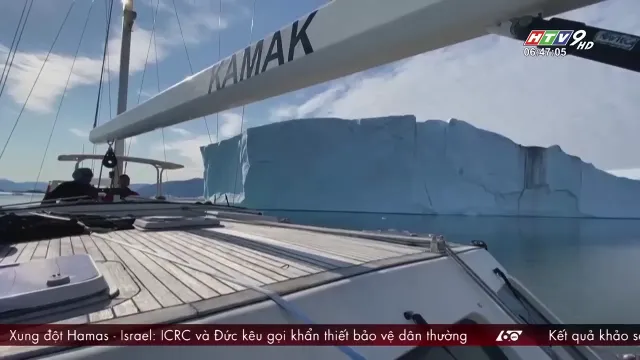 KAMAK
HTV9 HD
06:47:05
Xung đột Hamas - Israel: ICRC và Đức kêu gọi khẩn thiết bảo vệ dân thường
60 Kết quả khảo s